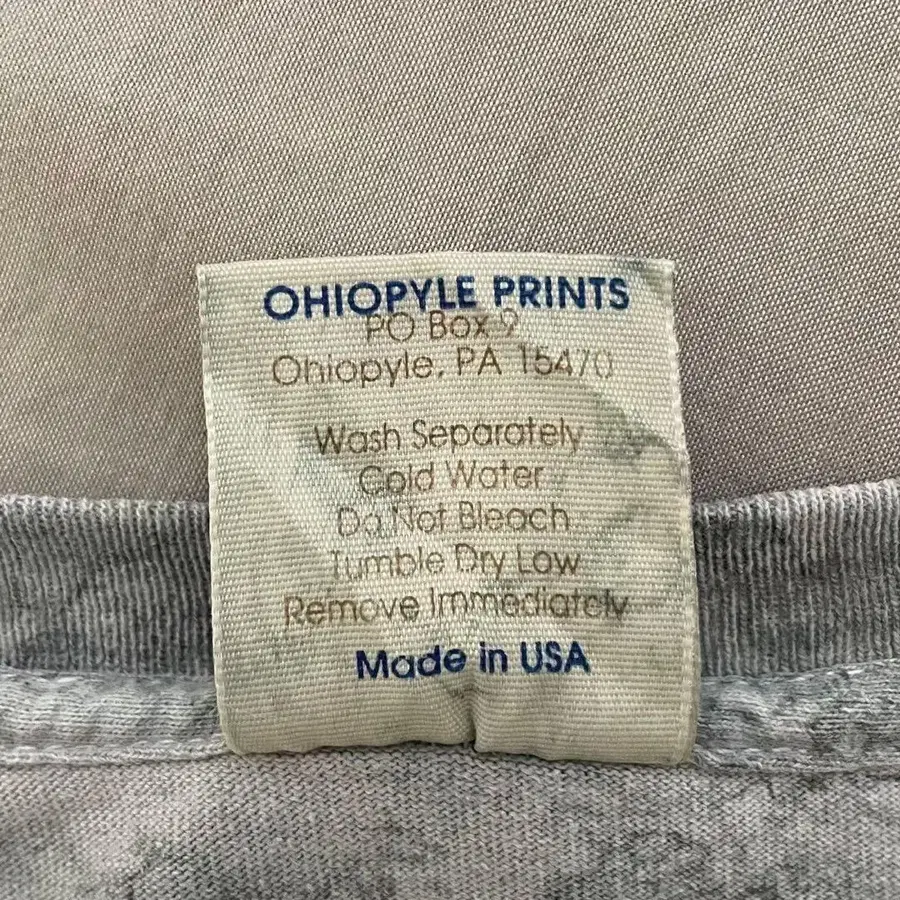 OHIOPYLE PRINTS
PO Box 9
Ohiopyle, PA 15470
Wash Separately
Cold Water
Do Not Bleach
Tumble Dry Low
Remove Immediately
Made in USA